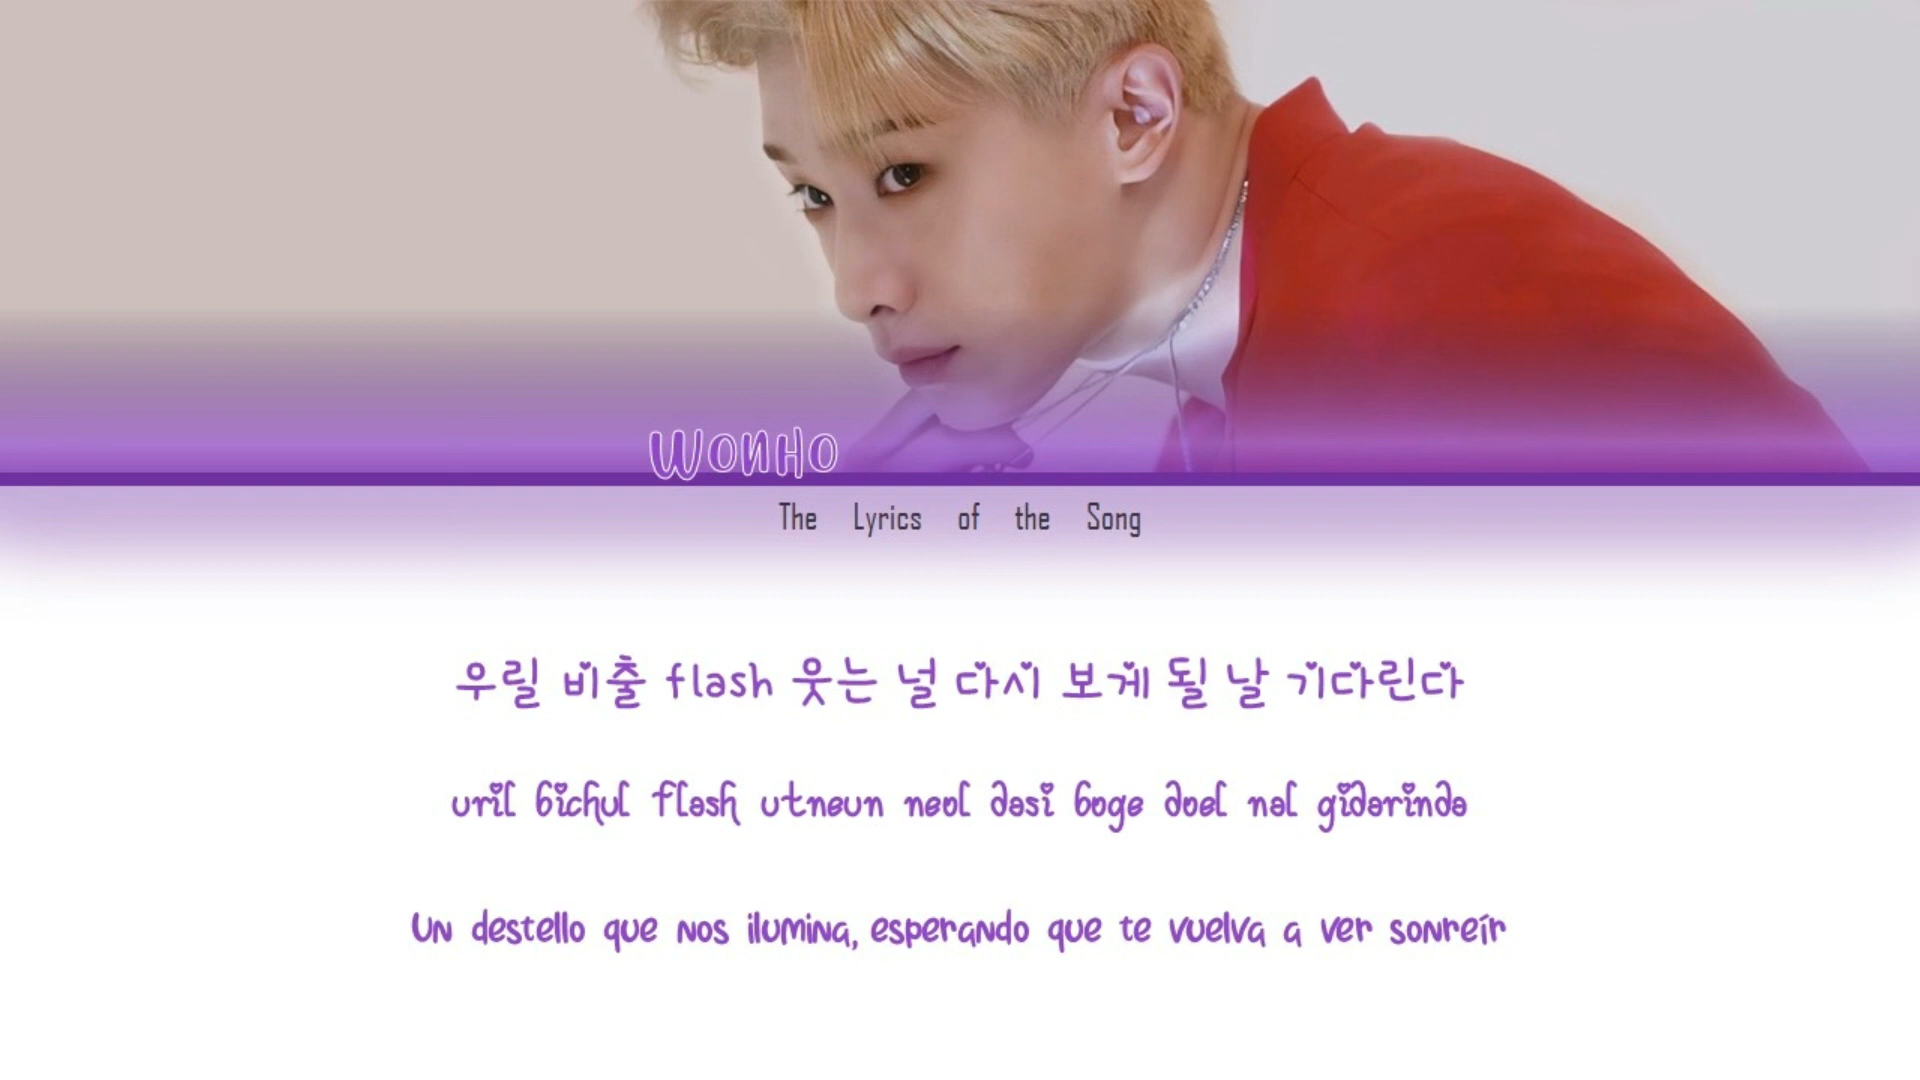 WONHO
The Lyrics of the Song
우릴 비출 flash 웃는 널 다시 보게 될 날 기다린다
uril bichul flash utneun neol dasi boge doel nal gidarinda
Un destello que nos ilumina, esperando que te vuelva a ver sonreír